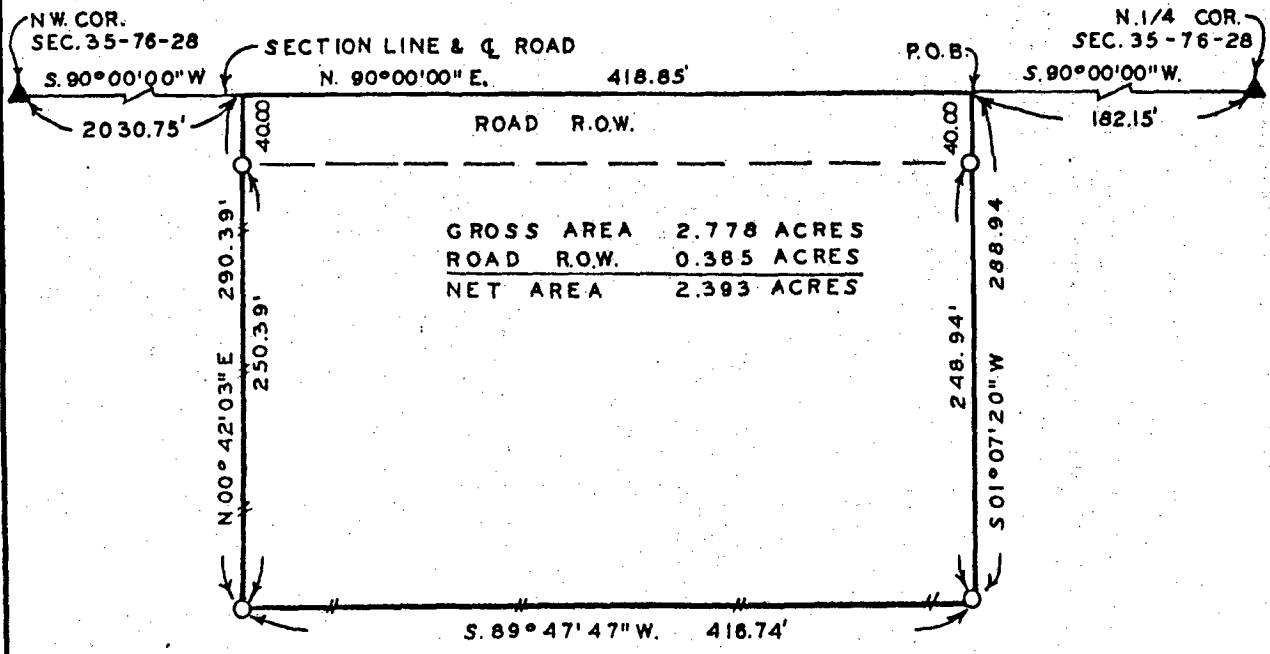 NW. COR.
SEC. 35-76-28
S. 90°00'00" W
2030.75'
SECTION LINE & ℄ ROAD
N. 90°00'00" E. 418.85'
P.O.B.
N. 1/4 COR.
SEC. 35-76-28
S. 90°00'00" W.
182.15'
40.00
ROAD R.O.W.
40.00
GROSS AREA 2.778 ACRES
ROAD R.O.W. 0.385 ACRES
NET AREA 2.393 ACRES
N 00° 42' 03" E 290.39'
250.39'
248.94'
S 01° 07' 20" W 288.94
S. 89° 47' 47" W. 416.74'